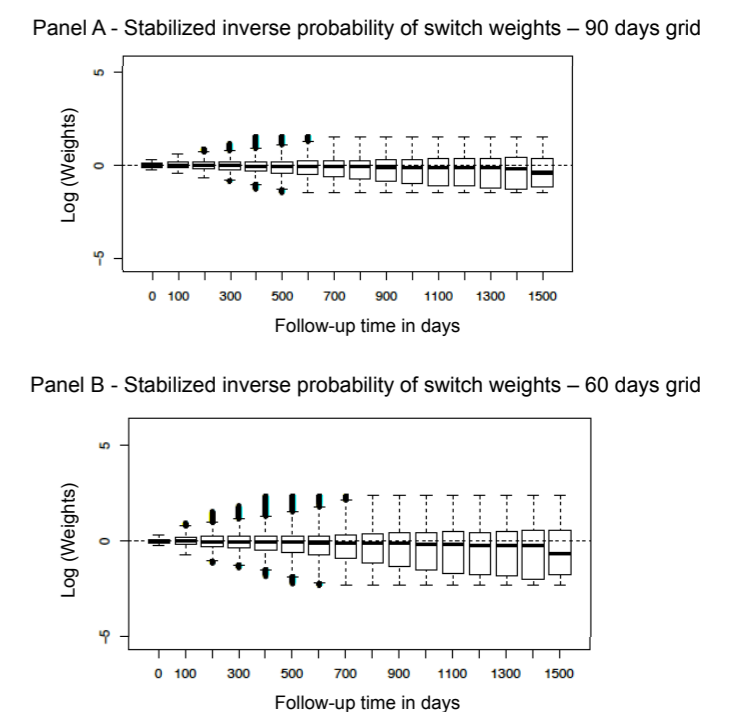 Panel A - Stabilized inverse probability of switch weights – 90 days grid
5
0
-5
Log (Weights)
0 100 300 500 700 900 1100 1300 1500
Follow-up time in days
Panel B - Stabilized inverse probability of switch weights – 60 days grid
5
0
-5
Log (Weights)
0 100 300 500 700 900 1100 1300 1500
Follow-up time in days